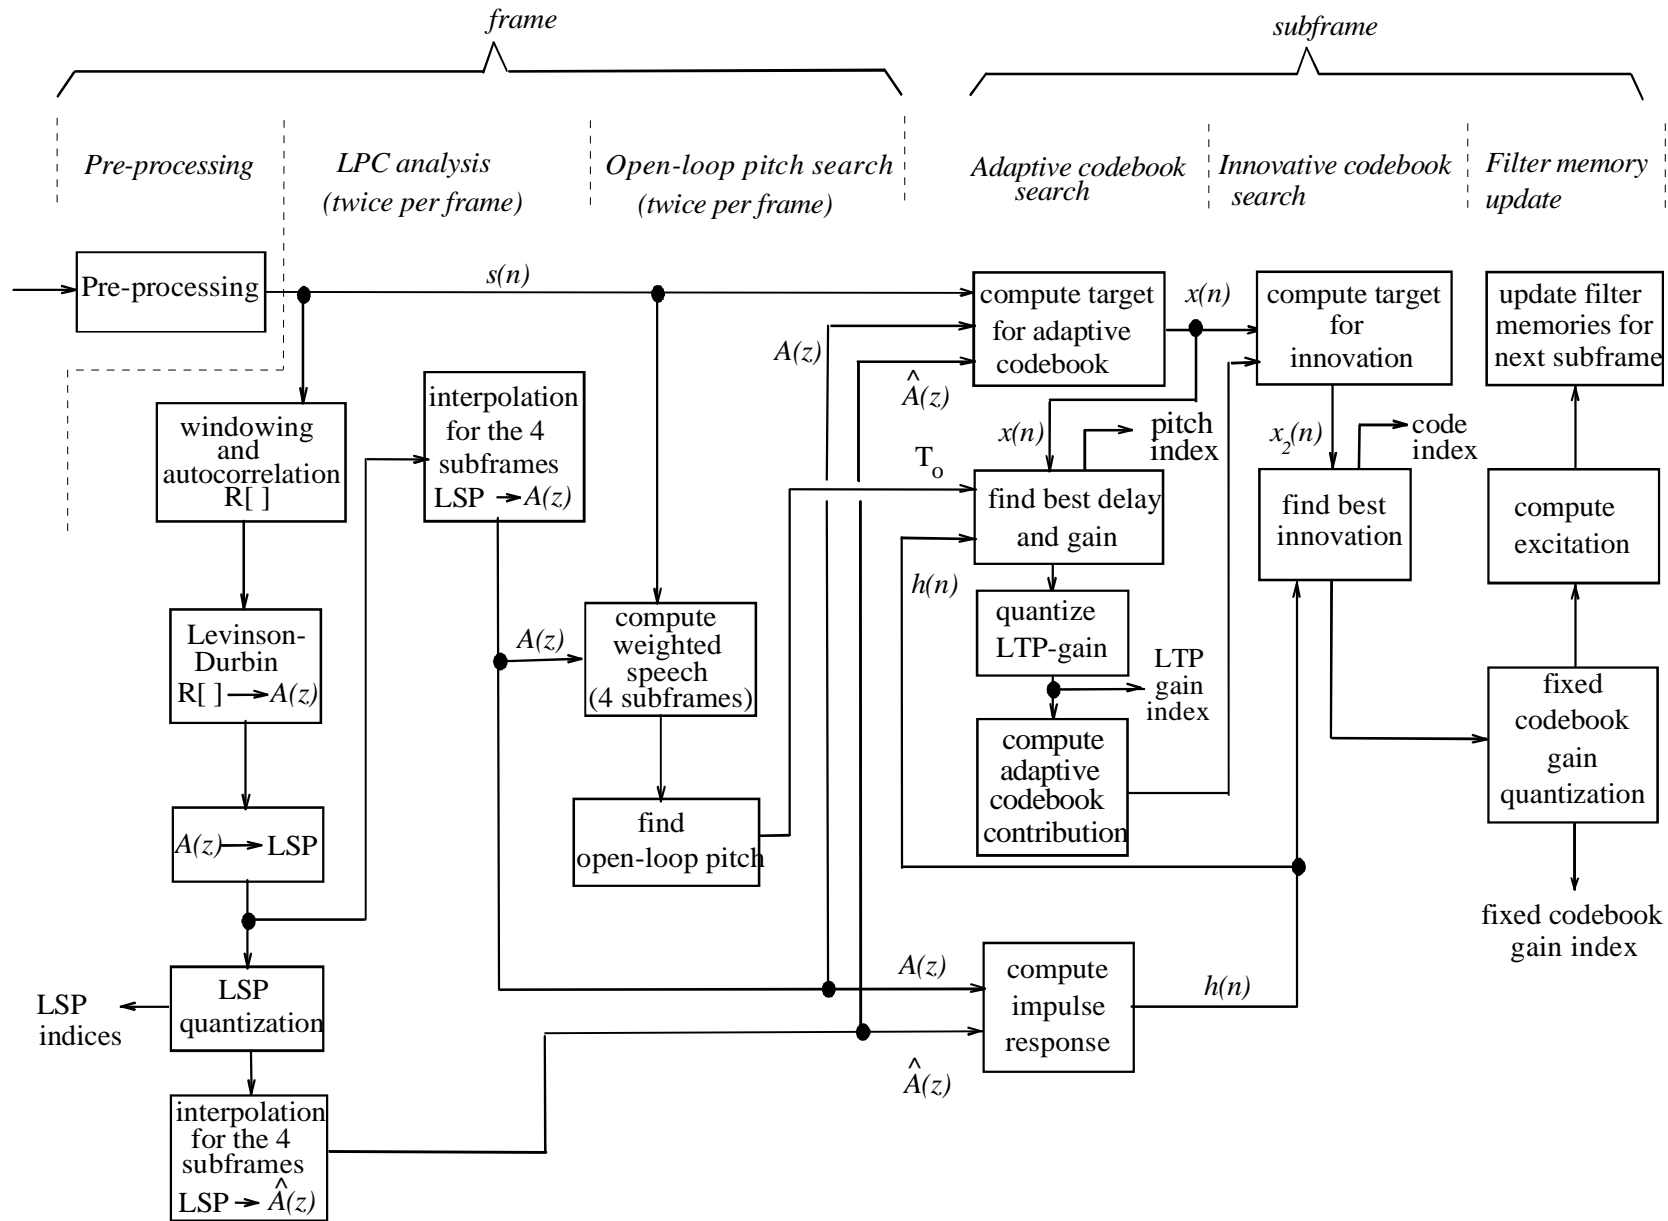 frame
subframe
Pre-processing
LPC analysis
(twice per frame)
Open-loop pitch search
(twice per frame)
Adaptive codebook
search
Innovative codebook
search
Filter memory
update
Pre-processing
s(n)
windowing
and
autocorrelation
R[ ]
Levinson-
Durbin
R[ ] → A(z)
A(z) → LSP
LSP
quantization
LSP
indices
interpolation
for the 4
subframes
LSP → Â(z)
interpolation
for the 4
subframes
LSP → A(z)
A(z)
compute
weighted
speech
(4 subframes)
find
open-loop pitch
A(z)
Â(z)
compute target
for adaptive
codebook
x(n)
x(n)
pitch
index
T₀
find best delay
and gain
h(n)
quantize
LTP-gain
LTP
gain
index
compute
adaptive
codebook
contribution
A(z)
Â(z)
compute
impulse
response
h(n)
compute target
for
innovation
x₂(n)
code
index
find best
innovation
update filter
memories for
next subframe
compute
excitation
fixed
codebook
gain
quantization
fixed codebook
gain index